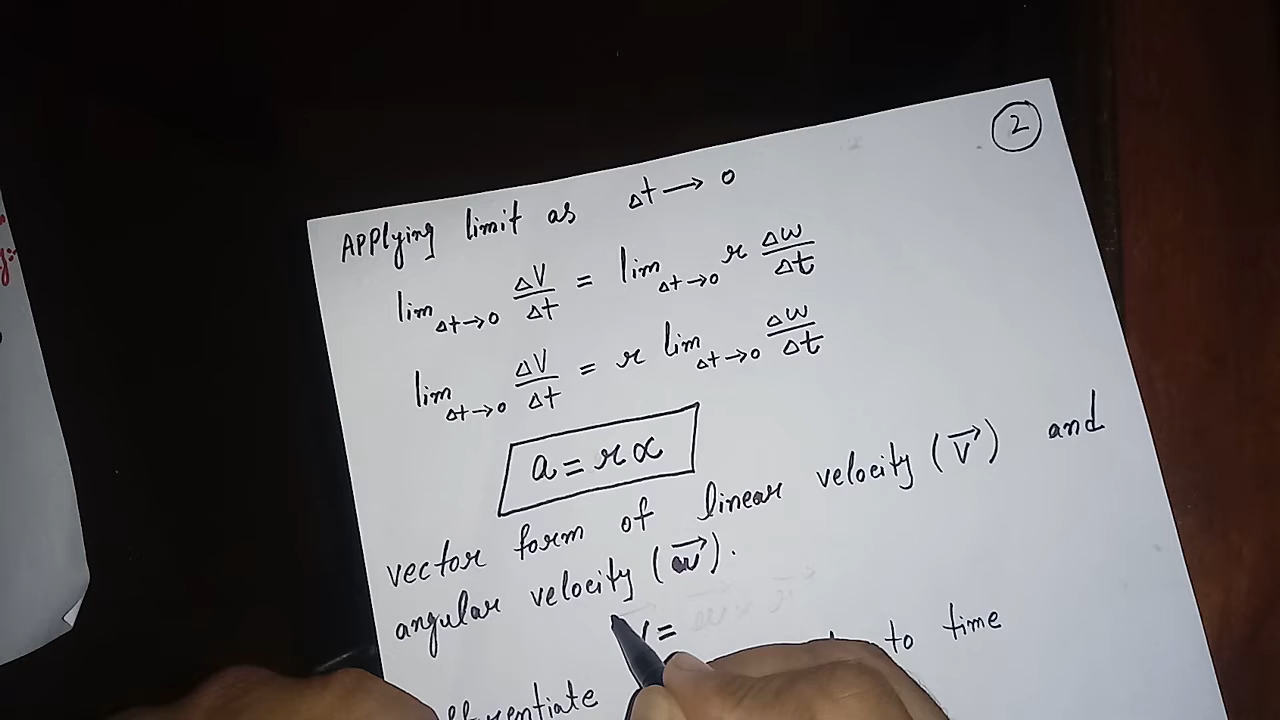 2
Applying limit as Δt → 0
lim Δt→0 ΔV/Δt = lim Δt→0 r Δω/Δt
lim Δt→0 ΔV/Δt = r lim Δt→0 Δω/Δt
a = r α
vector form of linear velocity (V⃗) and
angular velocity (ω⃗).
V =
to time